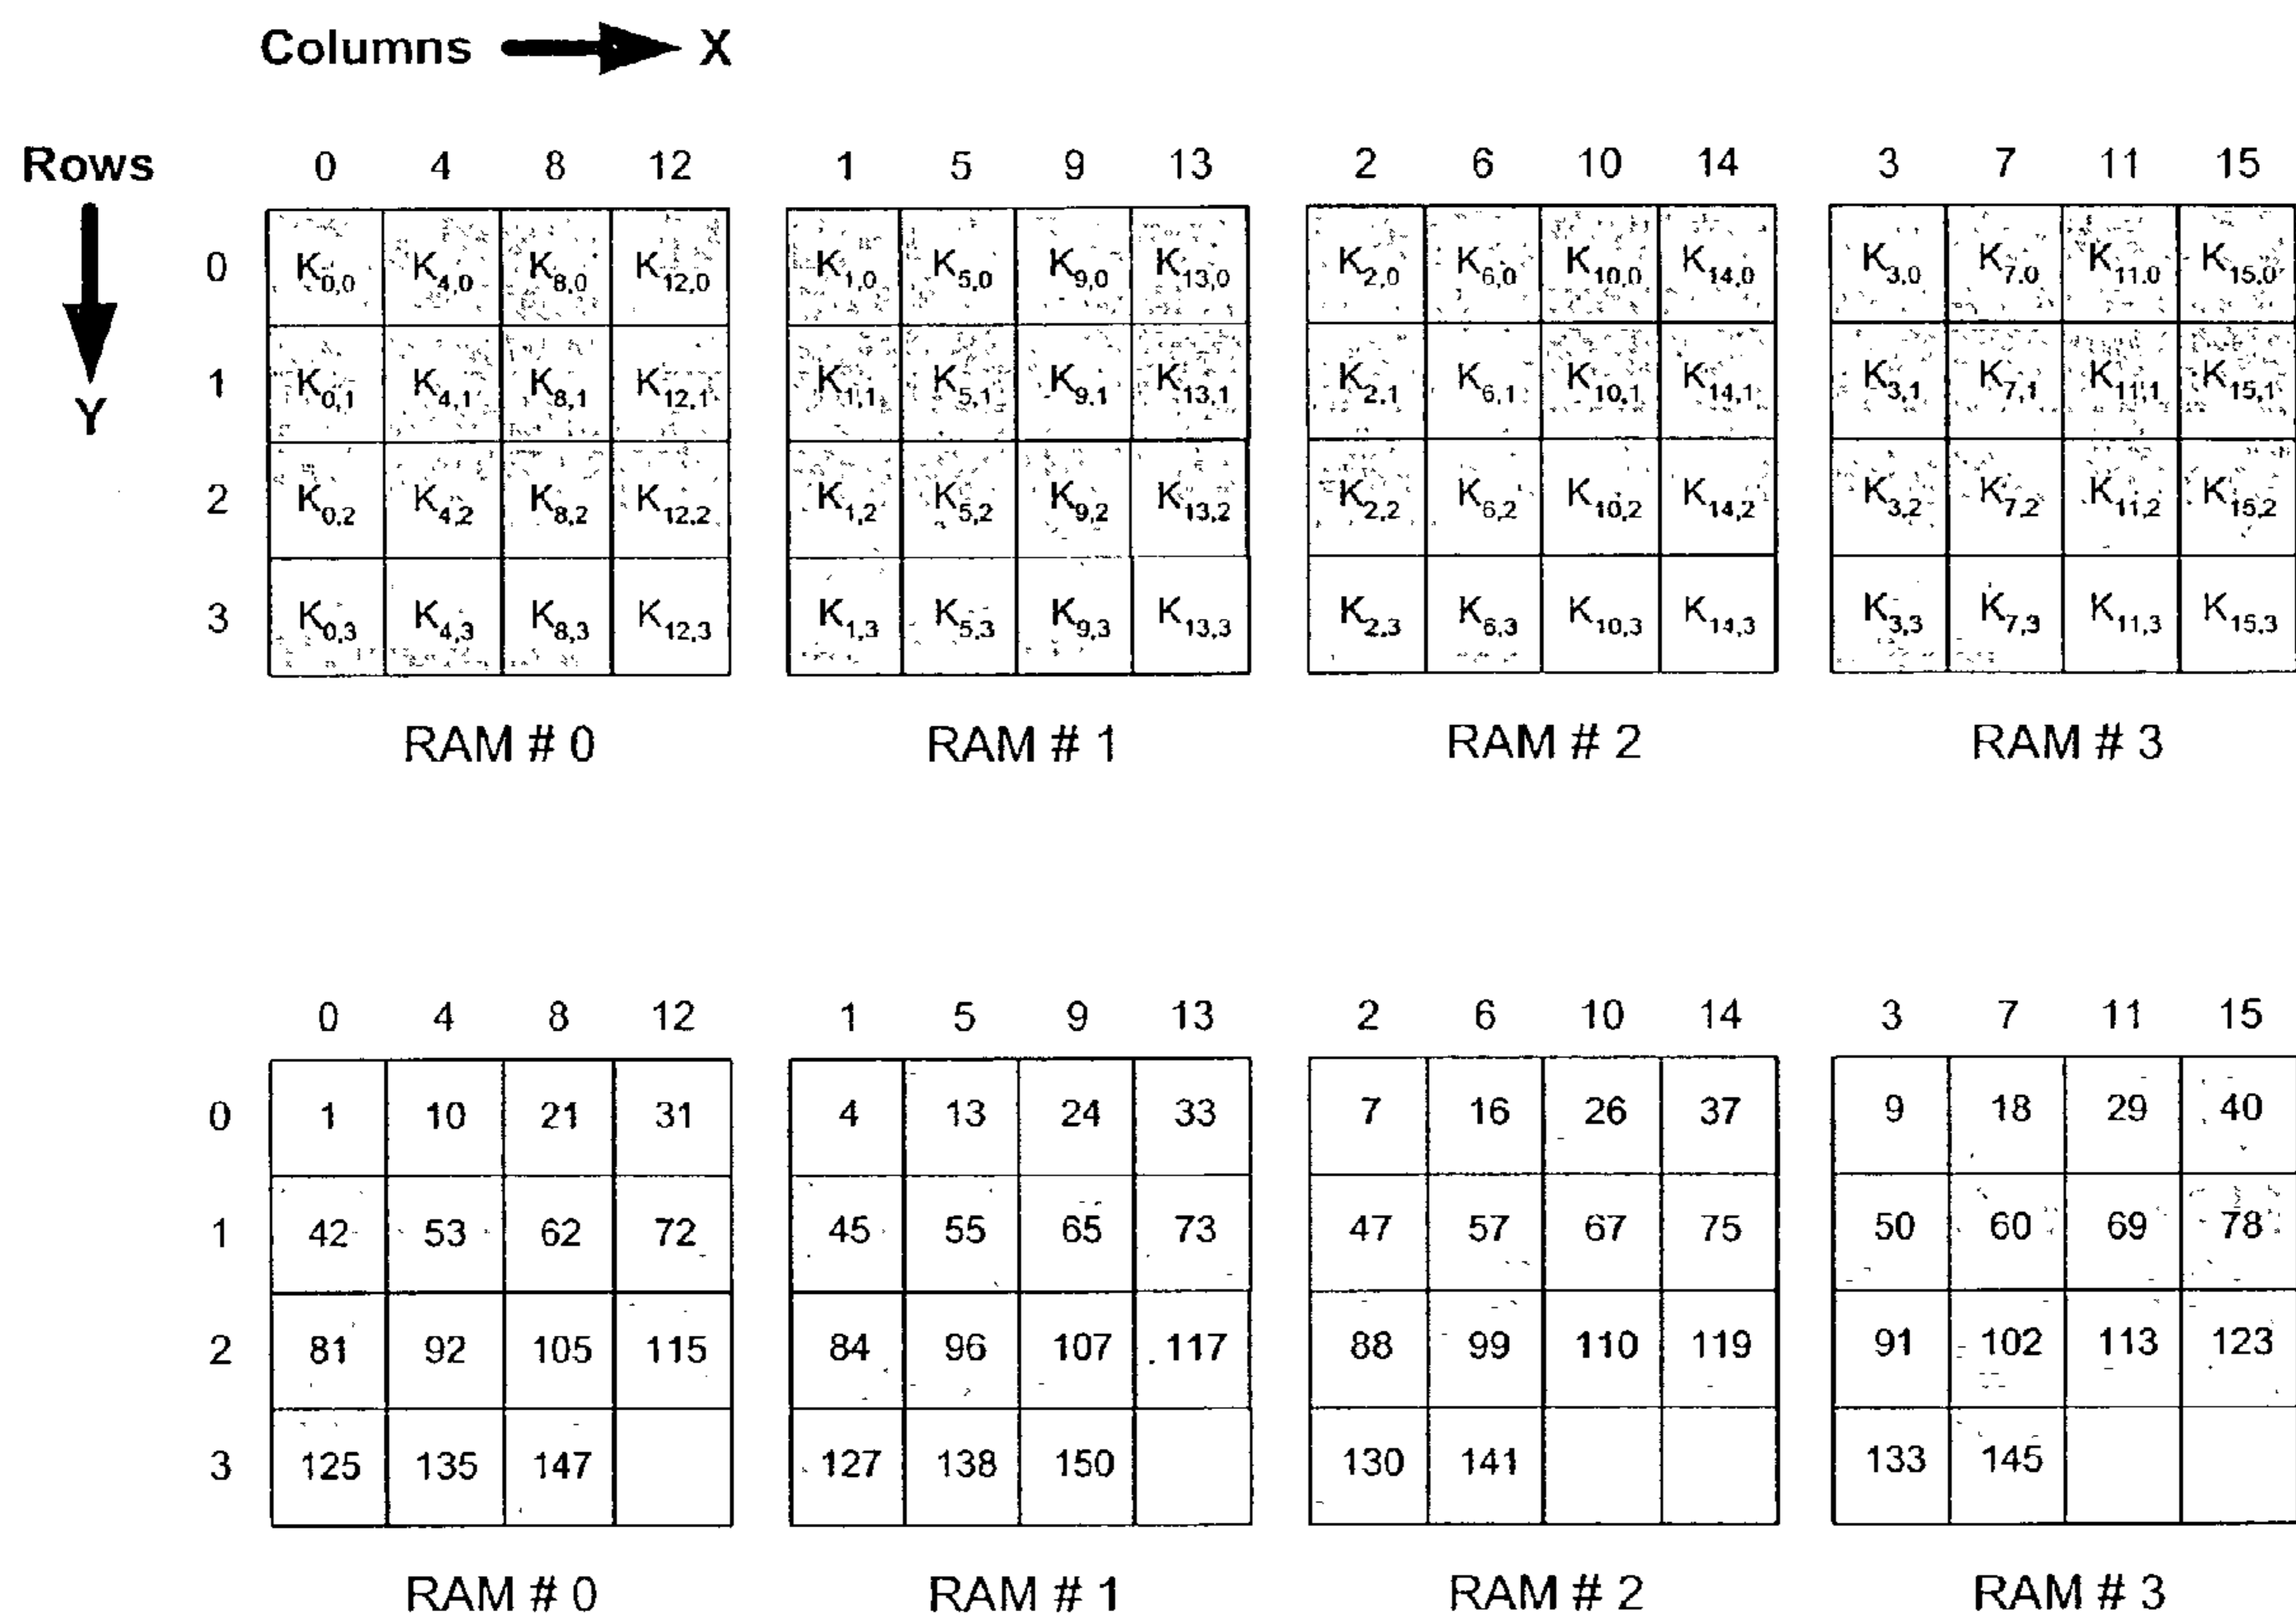 Columns X
Rows 0 4 8 12 1 5 9 13 2 6 10 14 3 7 11 15
Y
0 K0,0 K4,0 K8,0 K12,0 K1,0 K5,0 K9,0 K13,0 K2,0 K6,0 K10,0 K14,0 K3,0 K7,0 K11,0 K15,0
1 K0,1 K4,1 K8,1 K12,1 K1,1 K5,1 K9,1 K13,1 K2,1 K6,1 K10,1 K14,1 K3,1 K7,1 K11,1 K15,1
2 K0,2 K4,2 K8,2 K12,2 K1,2 K5,2 K9,2 K13,2 K2,2 K6,2 K10,2 K14,2 K3,2 K7,2 K11,2 K15,2
3 K0,3 K4,3 K8,3 K12,3 K1,3 K5,3 K9,3 K13,3 K2,3 K6,3 K10,3 K14,3 K3,3 K7,3 K11,3 K15,3
RAM # 0 RAM # 1 RAM # 2 RAM # 3
0 4 8 12 1 5 9 13 2 6 10 14 3 7 11 15
0 1 10 21 31 4 13 24 33 7 16 26 37 9 18 29 40
1 42 53 62 72 45 55 65 73 47 57 67 75 50 60 69 78
2 81 92 105 115 84 96 107 117 88 99 110 119 91 102 113 123
3 125 135 147 127 138 150 130 141 133 145
RAM # 0 RAM # 1 RAM # 2 RAM # 3